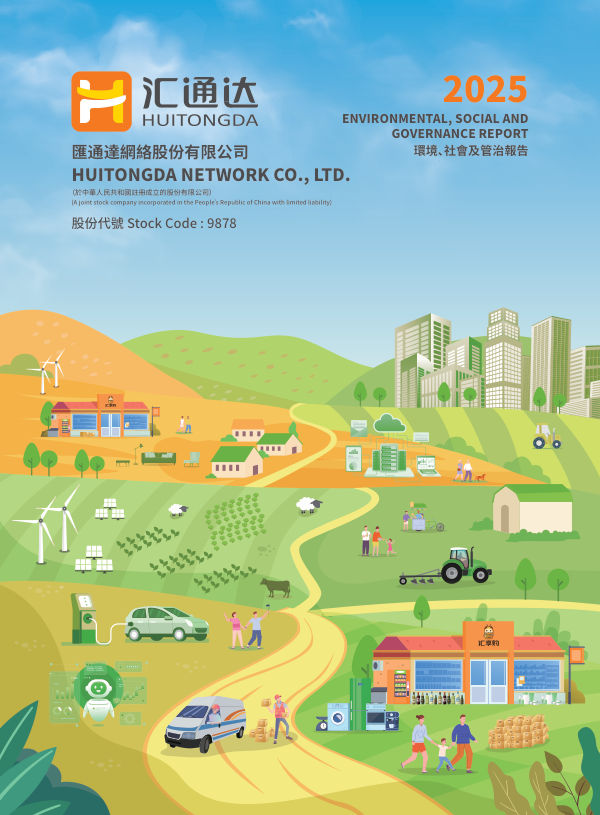 汇通达
HUITONGDA
匯通達網絡股份有限公司
HUITONGDA NETWORK CO., LTD.
(於中華人民共和國註冊成立的股份有限公司)
(A joint stock company incorporated in the People's Republic of China with limited liability)
股份代號 Stock Code : 9878
2025
ENVIRONMENTAL, SOCIAL AND
GOVERNANCE REPORT
環境、社會及管治報告
汇享购
汇享购